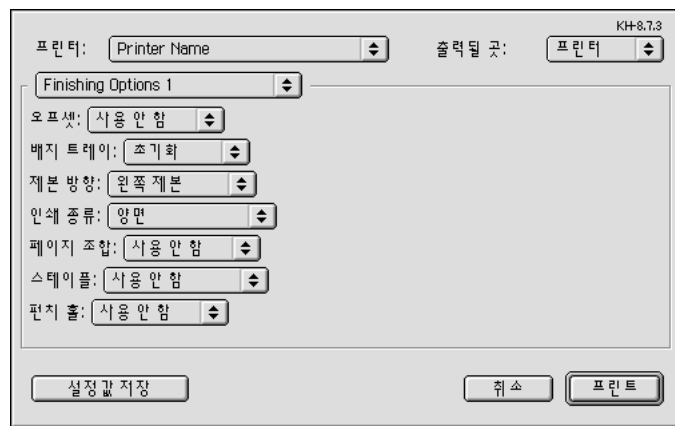 KH-8.7.3
프린터: Printer Name 출력될 곳: 프린터
Finishing Options 1
오프셋: 사용 안 함
배지 트레이: 초기화
제본 방향: 왼쪽 제본
인쇄 종류: 양면
페이지 조합: 사용 안 함
스테이플: 사용 안 함
펀치 홀: 사용 안 함
설정값 저장 취소 프린트